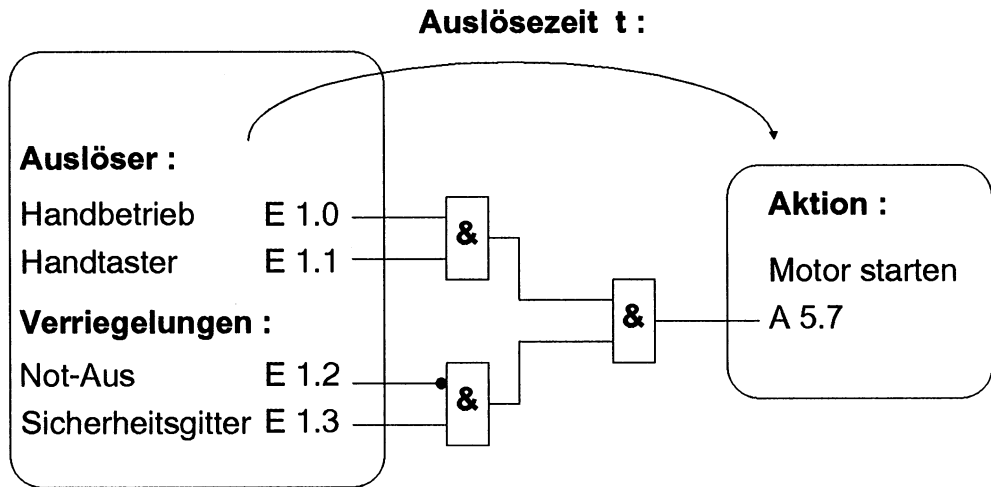 Auslösezeit t :
Auslöser :
Handbetrieb E 1.0
Handtaster E 1.1
Verriegelungen :
Not-Aus E 1.2
Sicherheitsgitter E 1.3
&
&
&
Aktion :
Motor starten
A 5.7